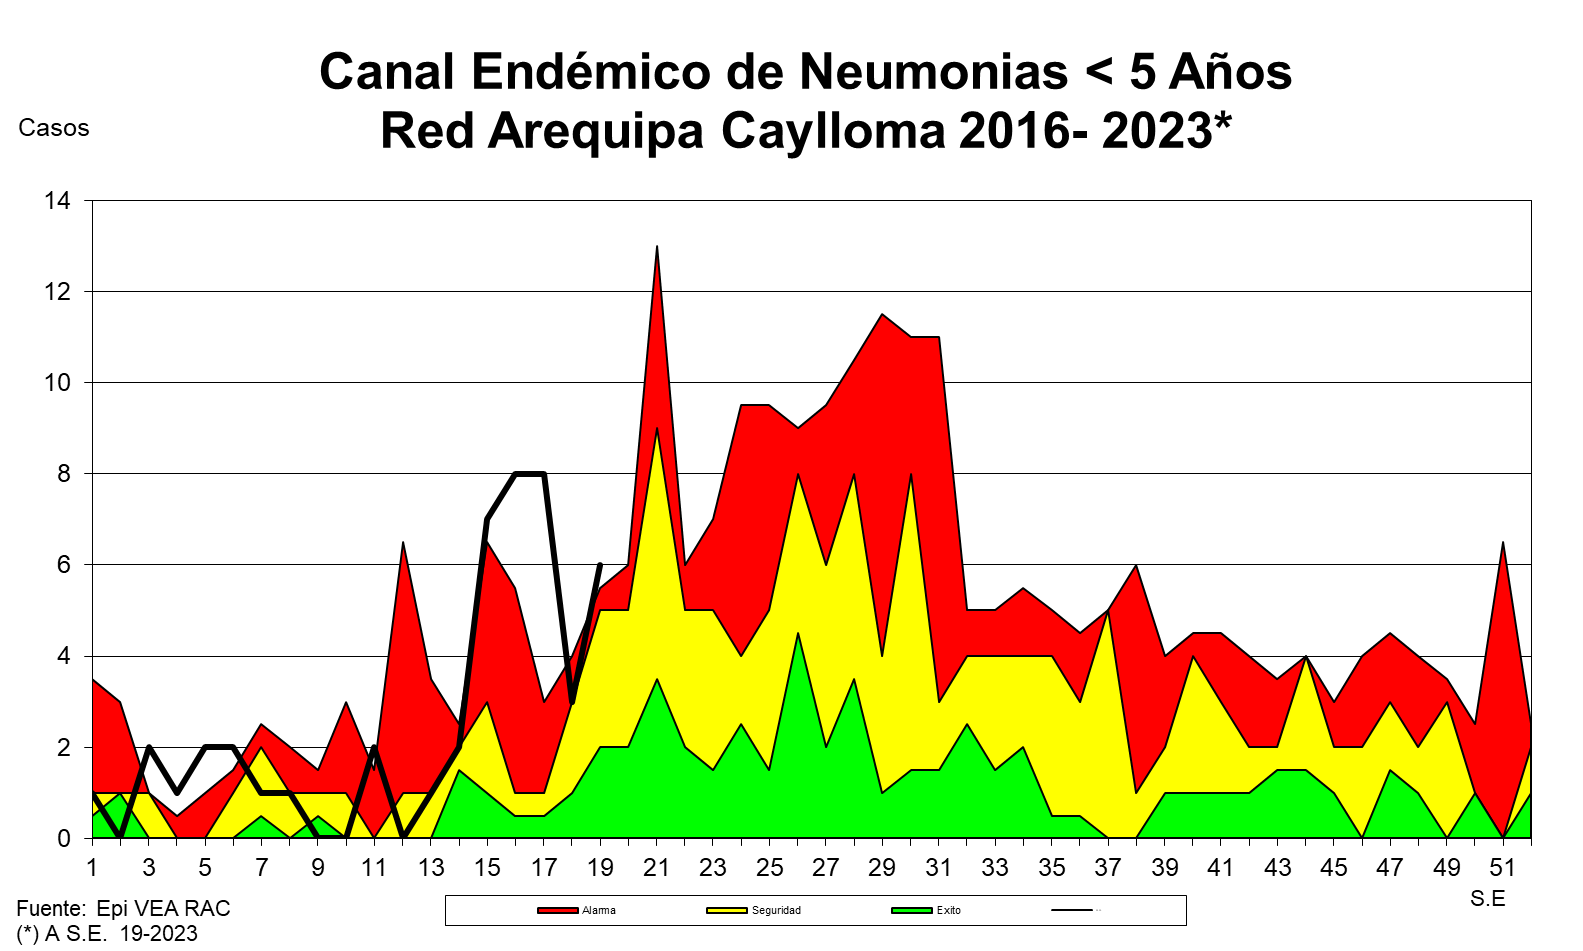 Canal Endémico de Neumonias < 5 Años
Red Arequipa Caylloma 2016- 2023*
Casos
14
12
10
8
6
4
2
0
1 3 5 7 9 11 13 15 17 19 21 23 25 27 29 31 33 35 37 39 41 43 45 47 49 51
S.E
Alarma Seguridad Exito
Fuente: Epi VEA RAC
(*) A S.E. 19-2023